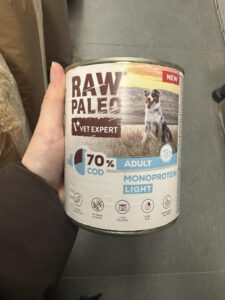 NEW
RAW
PALEO
VET EXPERT
70%
COD
ADULT
MONOPROTEIN
LIGHT